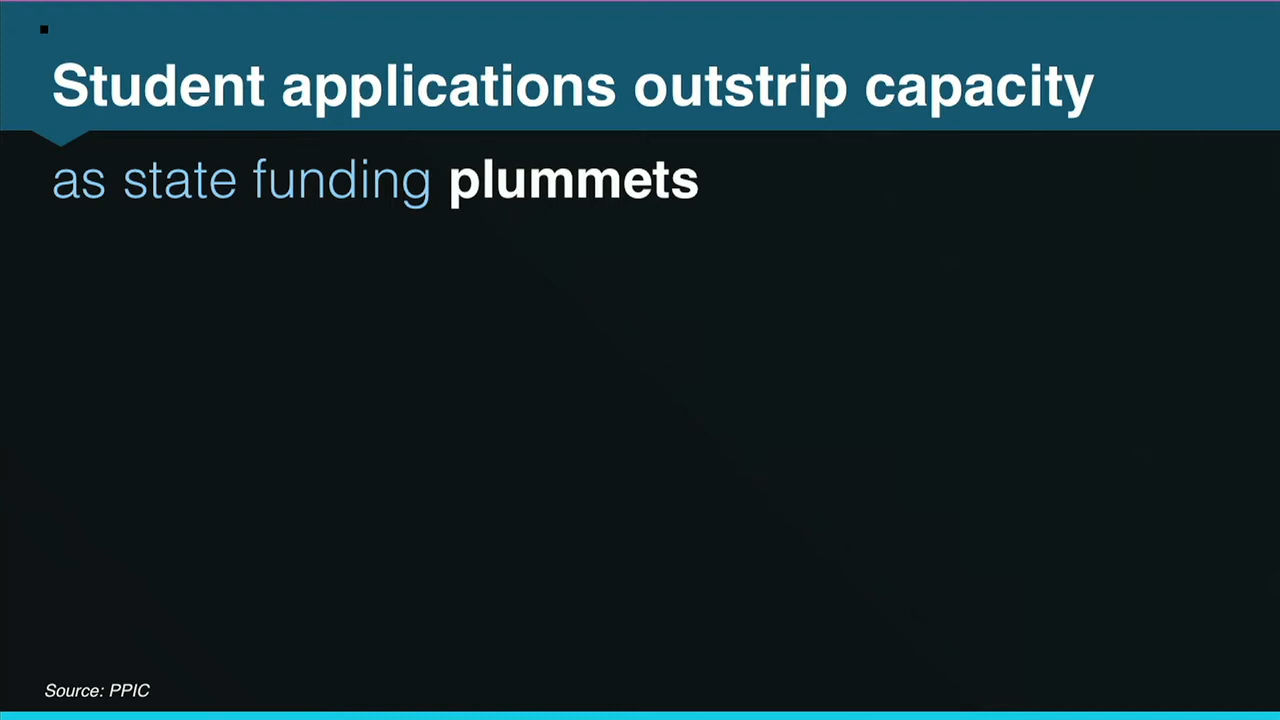 Student applications outstrip capacity
as state funding plummets
Source: PPIC